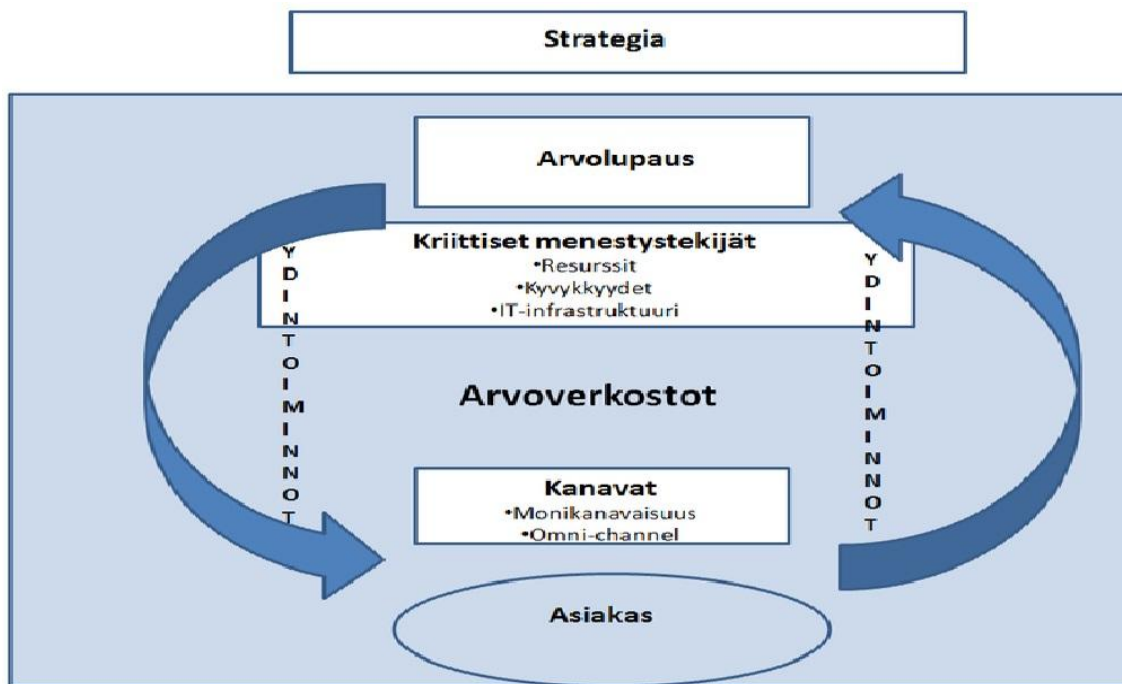 Strategia
Arvolupaus
Kriittiset menestystekijät
•Resurssit
•Kyvykkyydet
•IT-infrastruktuuri
YDINTOIMINNOT
YDINTOIMINNOT
Arvoverkostot
Kanavat
•Monikanavaisuus
•Omni-channel
Asiakas